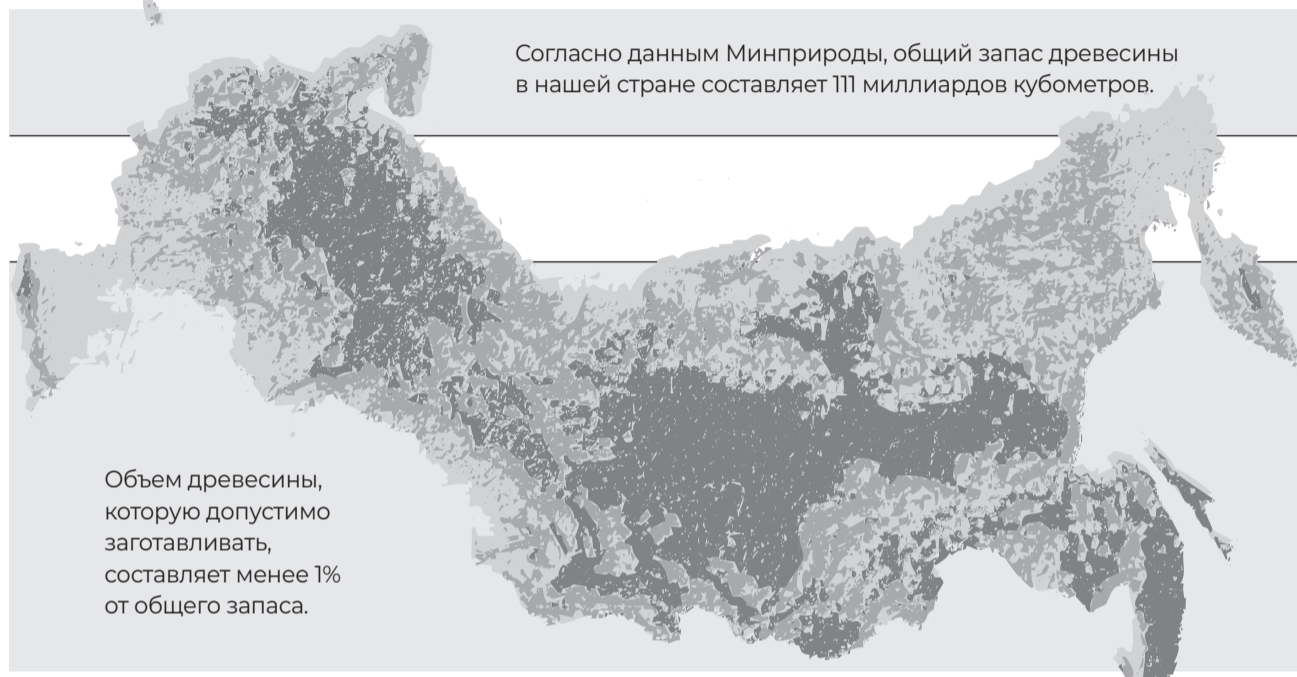 Согласно данным Минприроды, общий запас древесины
в нашей стране составляет 111 миллиардов кубометров.
Объем древесины,
которую допустимо
заготавливать,
составляет менее 1%
от общего запаса.